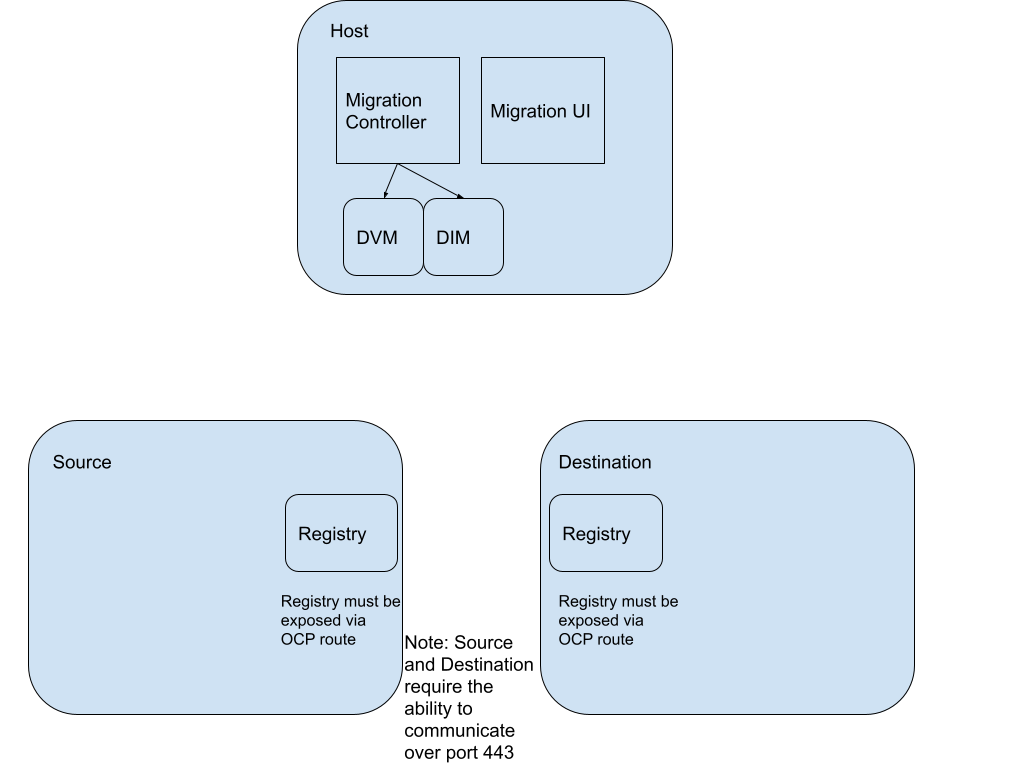 Host
Migration
Controller
Migration UI
DVM
DIM
Source
Registry
Registry must be
exposed via
OCP route
Note: Source
and Destination
require the
ability to
communicate
over port 443
Destination
Registry
Registry must be
exposed via
OCP route